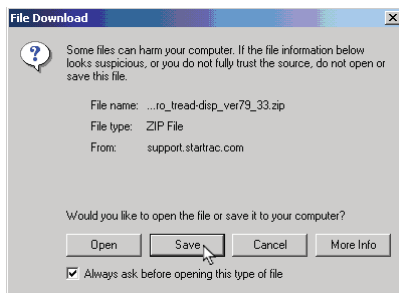 File Download
Some files can harm your computer. If the file information below
looks suspicious, or you do not fully trust the source, do not open or
save this file.
File name: ...ro_tread-disp_ver79_33.zip
File type: ZIP File
From: support.startrac.com
Would you like to open the file or save it to your computer?
Open Save Cancel More Info
Always ask before opening this type of file